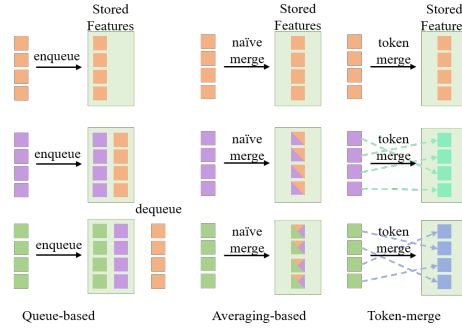 Stored
Features
Stored
Features
Stored
Features
enqueue
naïve
merge
token
merge
enqueue
naïve
merge
token
merge
dequeue
enqueue
naïve
merge
token
merge
Queue-based
Averaging-based
Token-merge